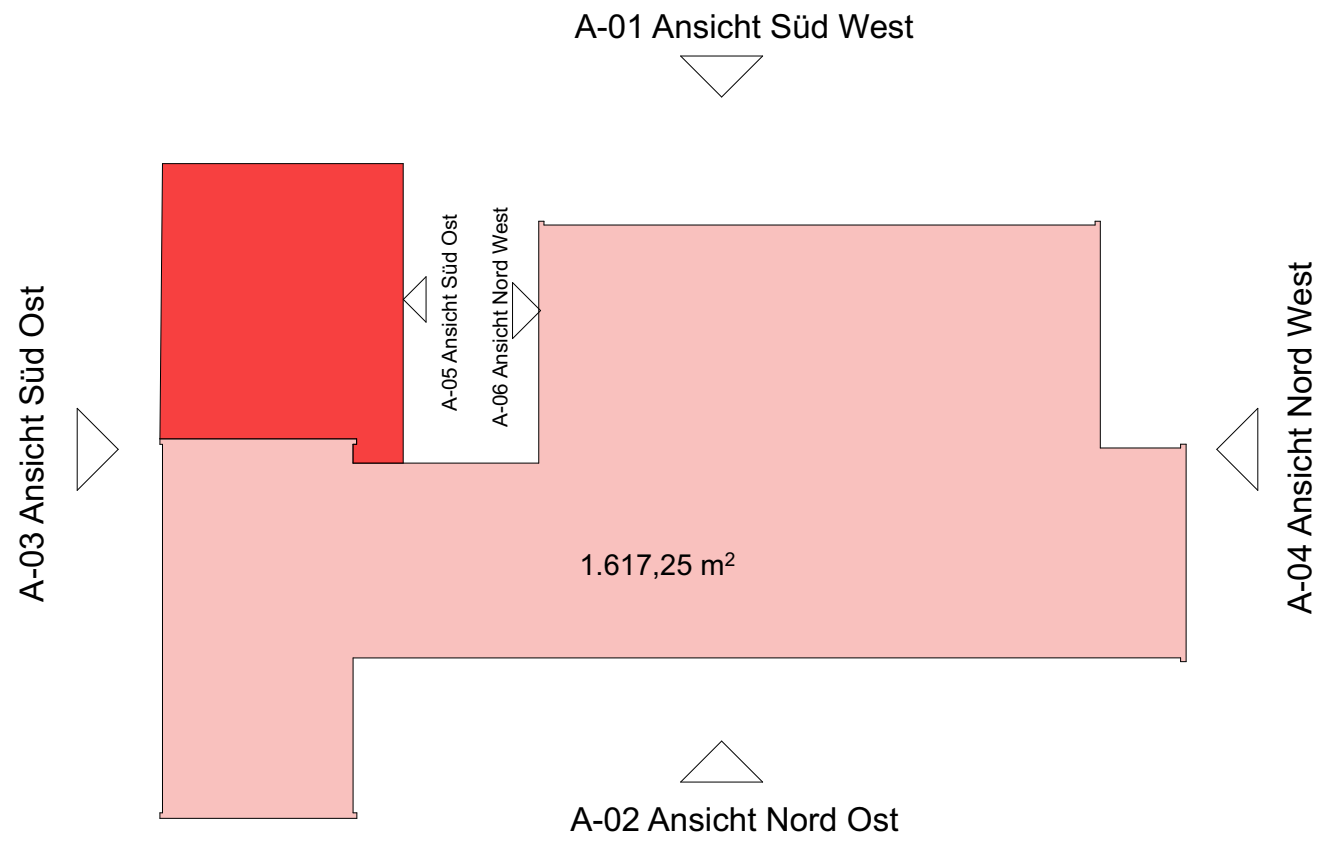 A-01 Ansicht Süd West
A-03 Ansicht Süd Ost
A-05 Ansicht Süd Ost
A-06 Ansicht Nord West
A-04 Ansicht Nord West
1.617,25 m²
A-02 Ansicht Nord Ost